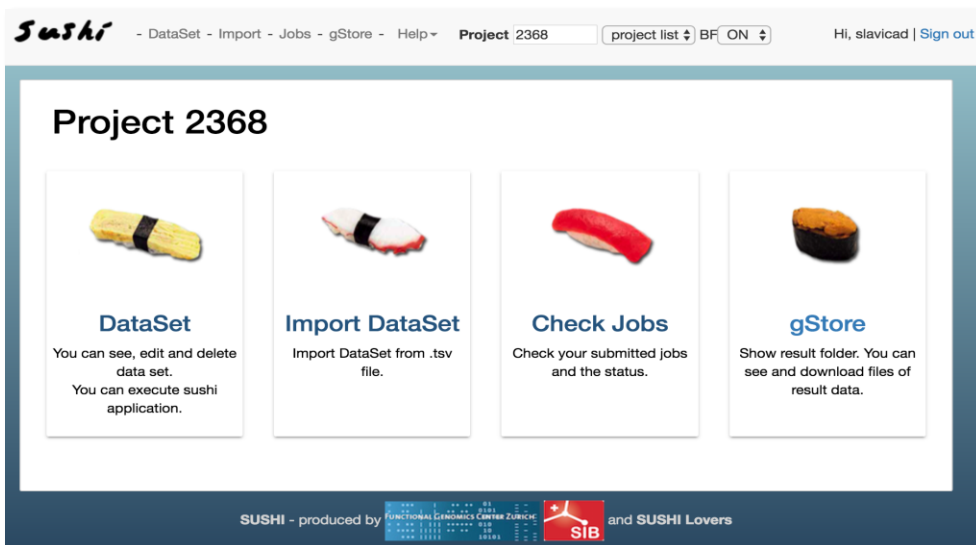 Sushi - DataSet - Import - Jobs - gStore - Help Project 2368 project list BF ON Hi, slavicad | Sign out
Project 2368
DataSet
You can see, edit and delete
data set.
You can execute sushi
application.
Import DataSet
Import DataSet from .tsv
file.
Check Jobs
Check your submitted jobs
and the status.
gStore
Show result folder. You can
see and download files of
result data.
SUSHI - produced by FUNCTIONAL GENOMICS CENTER ZURICH SIB and SUSHI Lovers